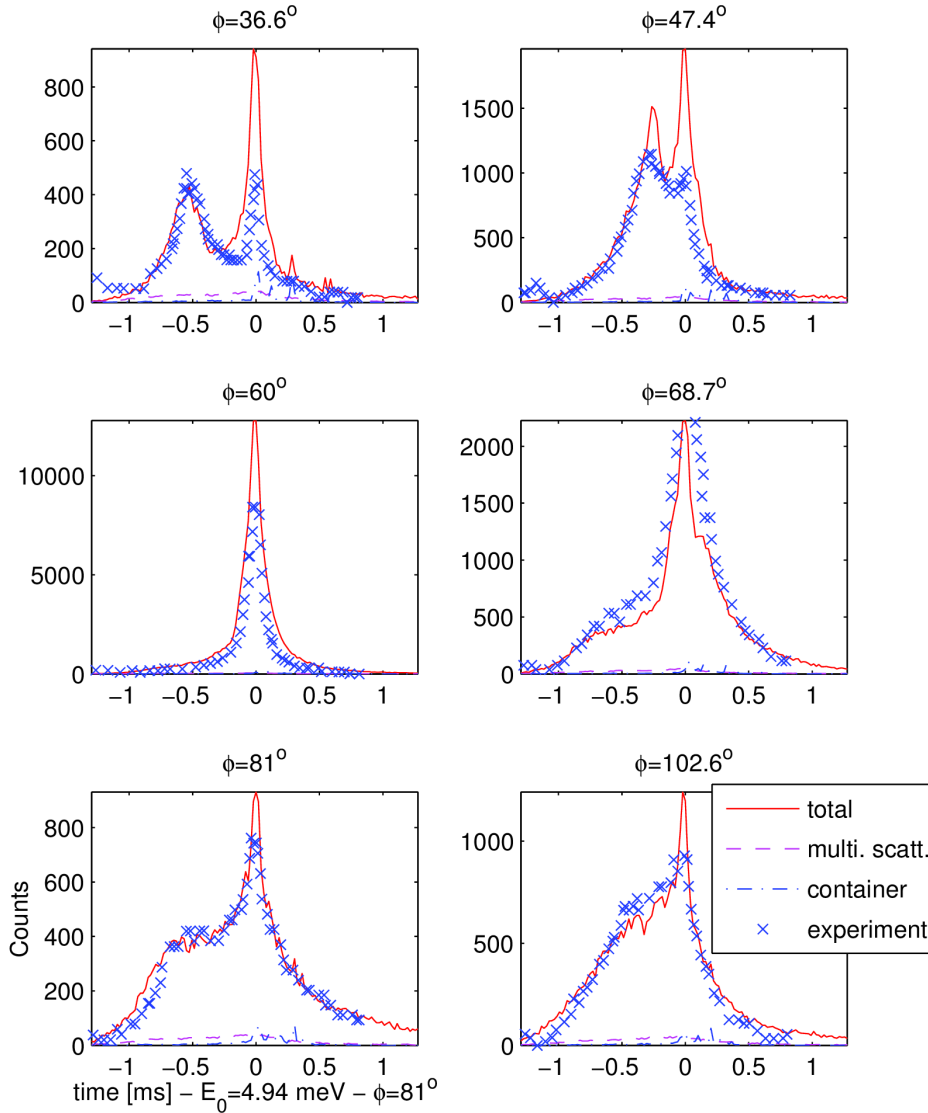 ϕ=36.6°
ϕ=47.4°
800
600
400
200
0
−1 −0.5 0 0.5 1
1500
1000
500
0
−1 −0.5 0 0.5 1
ϕ=60°
ϕ=68.7°
10000
5000
0
−1 −0.5 0 0.5 1
2000
1500
1000
500
0
−1 −0.5 0 0.5 1
ϕ=81°
ϕ=102.6°
800
600
400
200
0
Counts
−1 −0.5 0 0.5 1
time [ms] − E₀=4.94 meV − ϕ=81°
1000
500
0
−1 −0.5 0 0.5 1
total
multi. scatt.
container
experiment